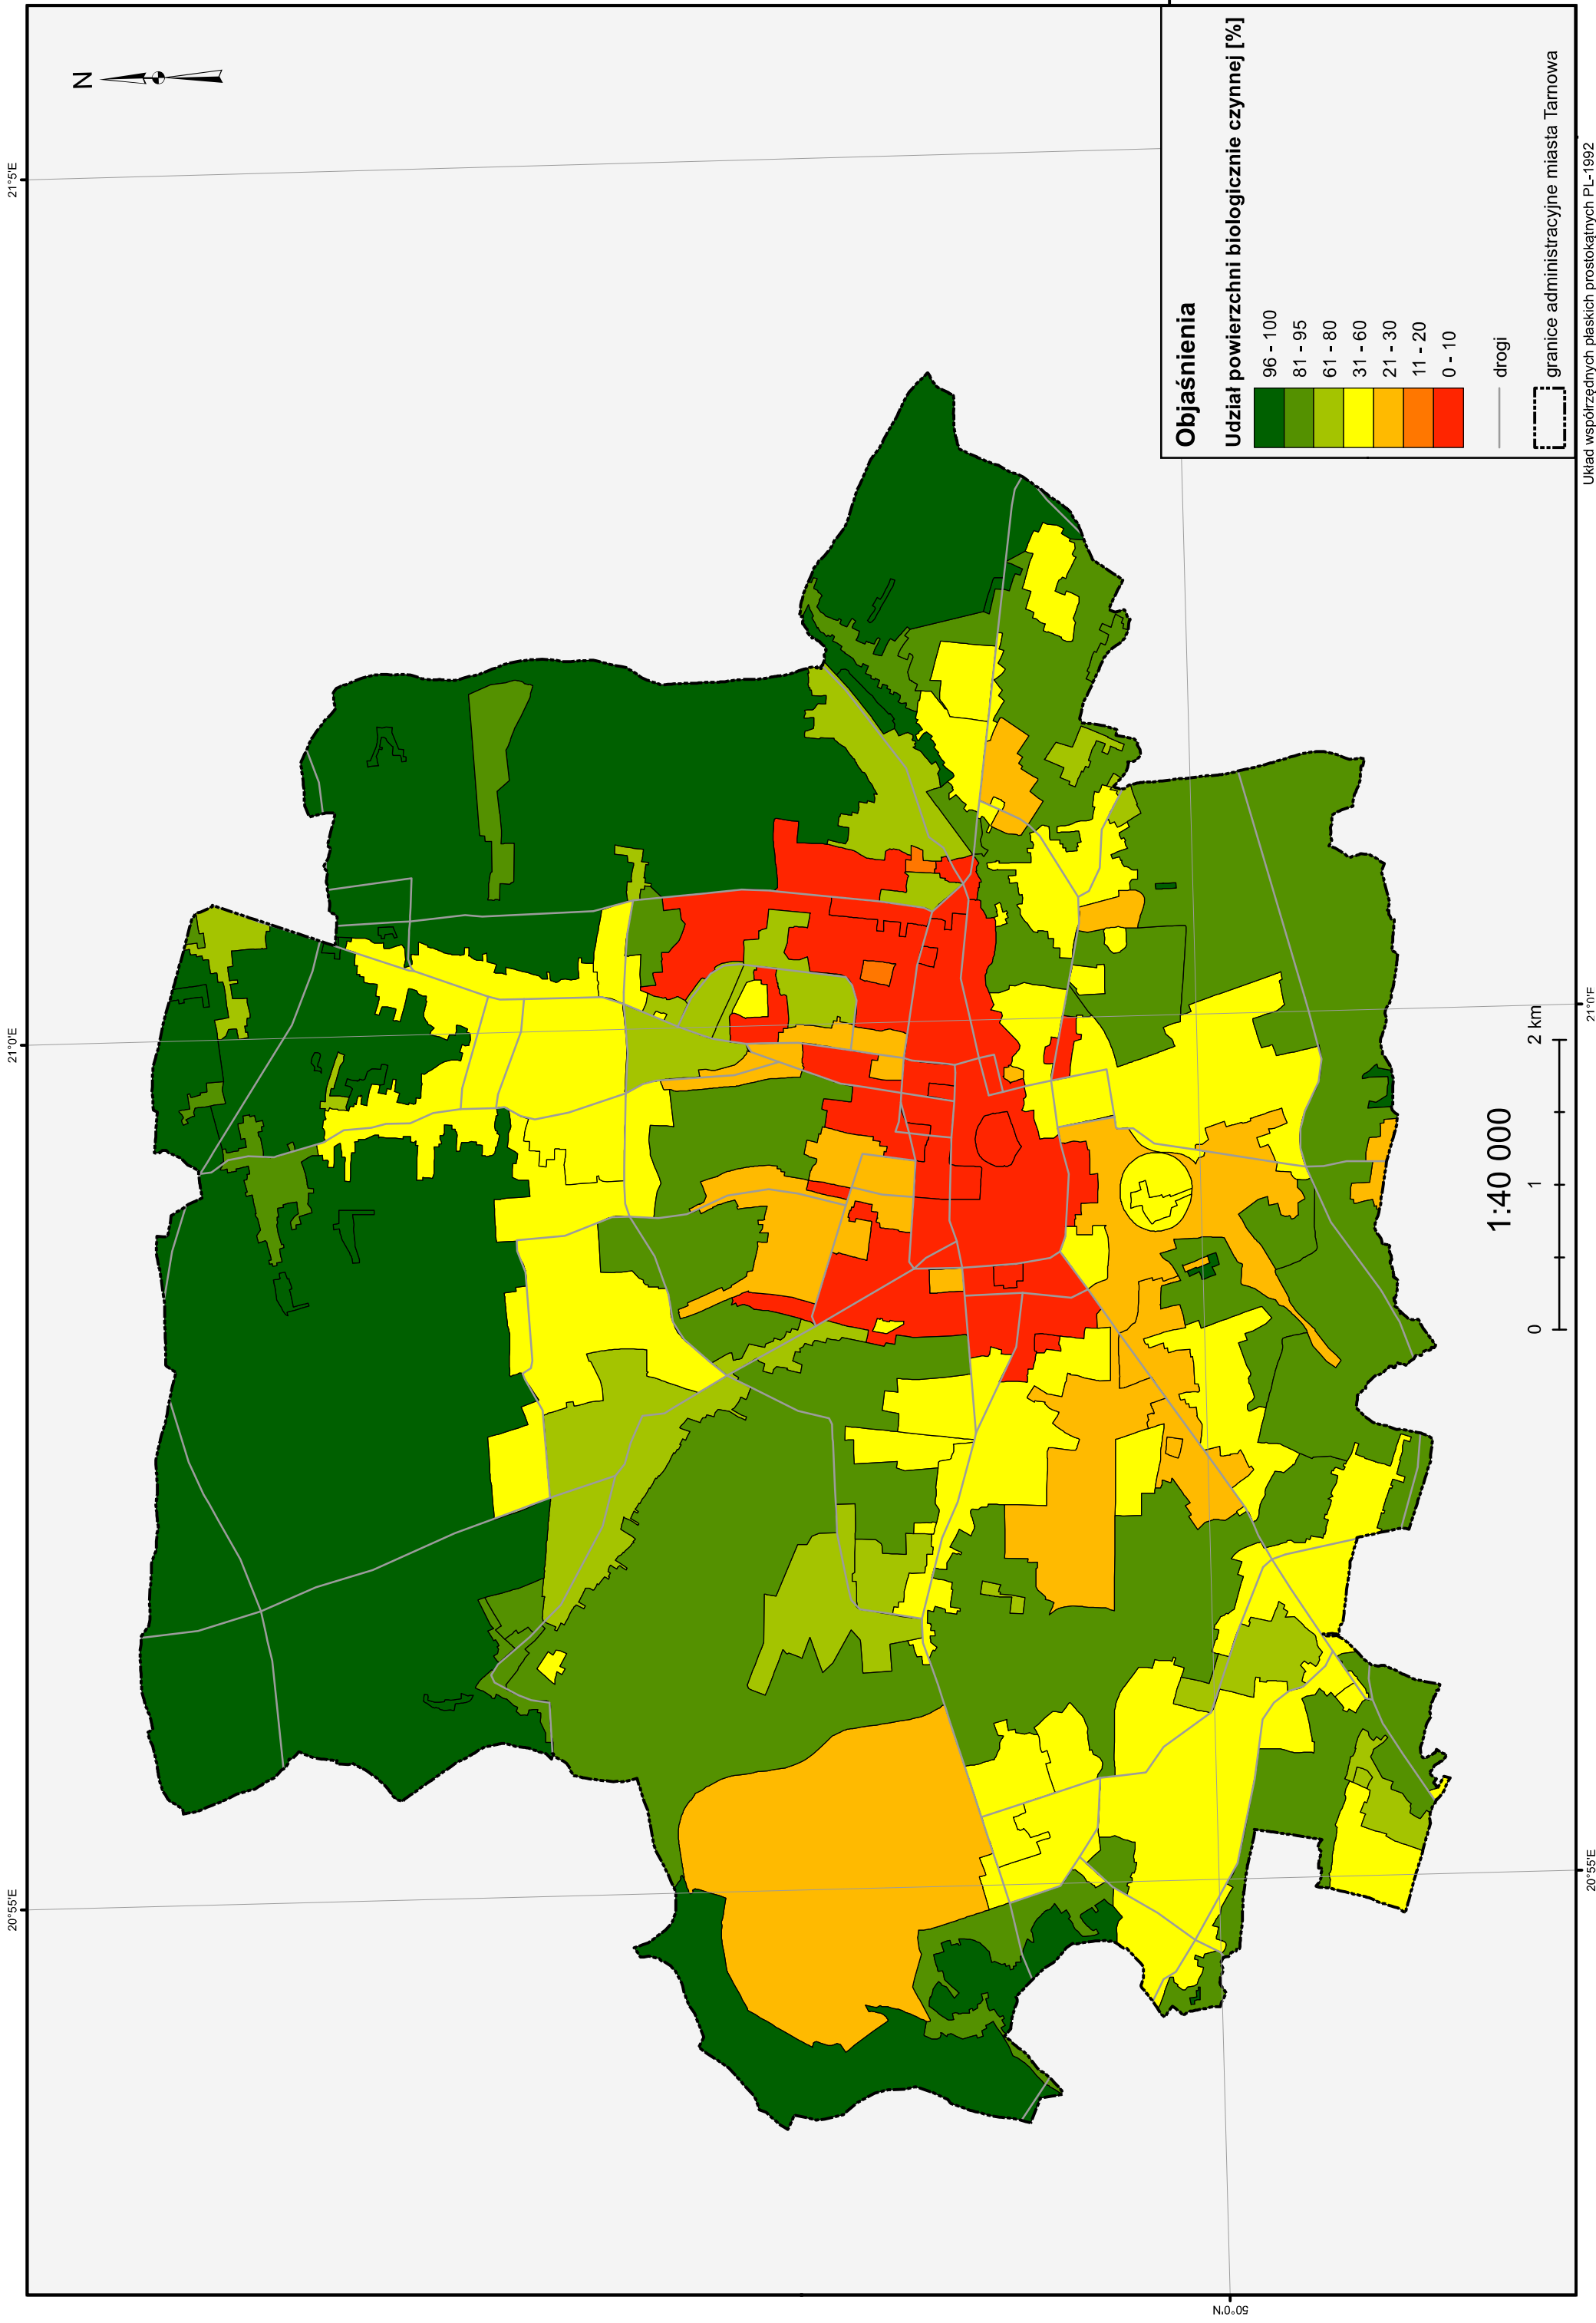 N
21°5'E
21°0'E
20°55'E
Objaśnienia
Udział powierzchni biologicznie czynnej [%]
96 - 100
81 - 95
61 - 80
31 - 60
21 - 30
11 - 20
0 - 10
drogi
granice administracyjne miasta Tarnowa
1:40 000
0 1 2 km
20°55'E
50°0'N
Układ współrzędnych płaskich prostokątnych PL-1992